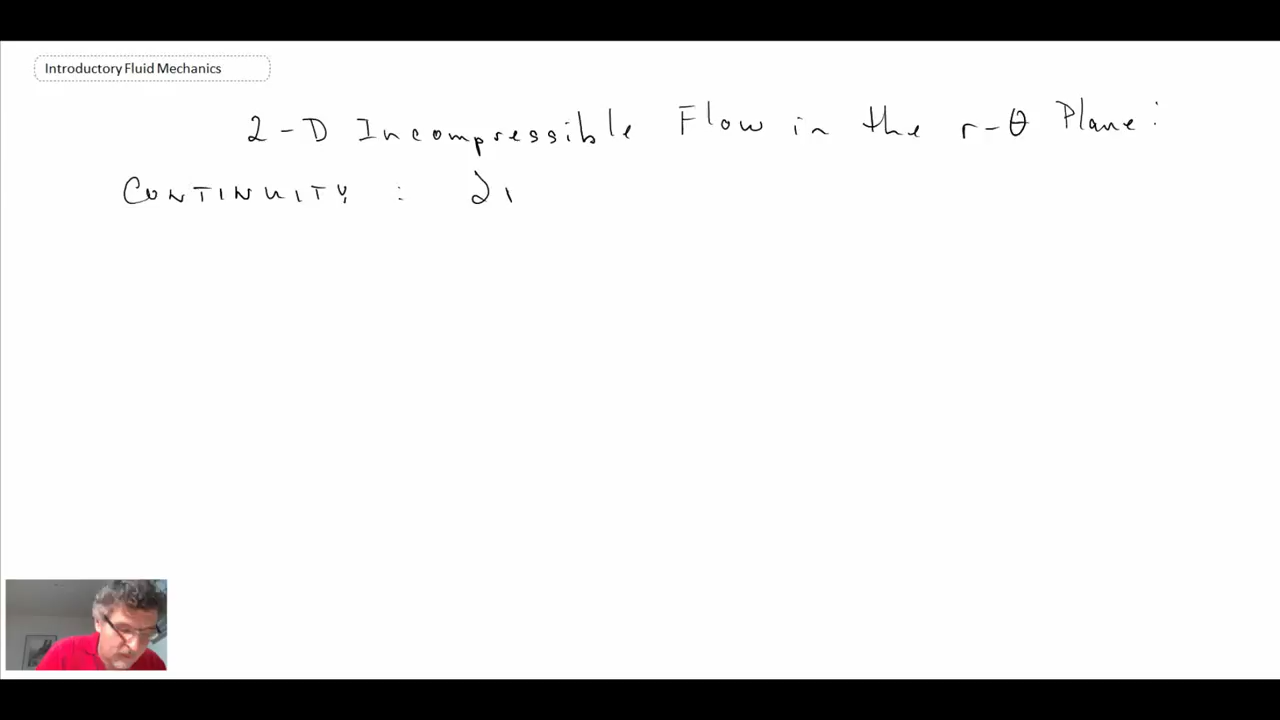 Introductory Fluid Mechanics
2-D Incompressible Flow in the r-θ Plane:
CONTINUITY : ∂